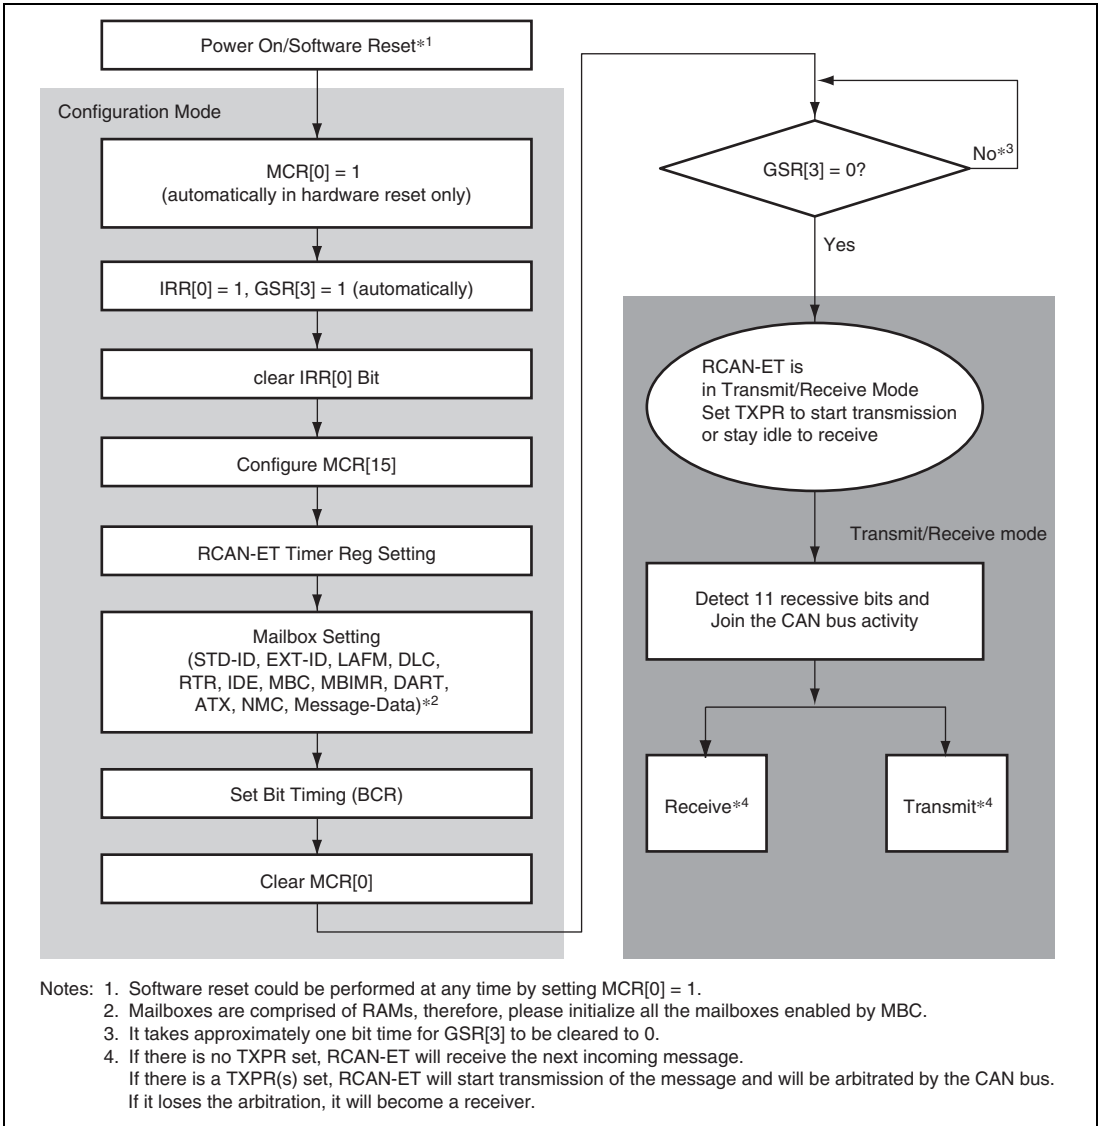 Power On/Software Reset*1
Configuration Mode
MCR[0] = 1
(automatically in hardware reset only)
IRR[0] = 1, GSR[3] = 1 (automatically)
clear IRR[0] Bit
Configure MCR[15]
RCAN-ET Timer Reg Setting
Mailbox Setting
(STD-ID, EXT-ID, LAFM, DLC,
RTR, IDE, MBC, MBIMR, DART,
ATX, NMC, Message-Data)*2
Set Bit Timing (BCR)
Clear MCR[0]
GSR[3] = 0?
No*3
Yes
RCAN-ET is
in Transmit/Receive Mode
Set TXPR to start transmission
or stay idle to receive
Transmit/Receive mode
Detect 11 recessive bits and
Join the CAN bus activity
Receive*4
Transmit*4
Notes: 1. Software reset could be performed at any time by setting MCR[0] = 1.
2. Mailboxes are comprised of RAMs, therefore, please initialize all the mailboxes enabled by MBC.
3. It takes approximately one bit time for GSR[3] to be cleared to 0.
4. If there is no TXPR set, RCAN-ET will receive the next incoming message.
If there is a TXPR(s) set, RCAN-ET will start transmission of the message and will be arbitrated by the CAN bus.
If it loses the arbitration, it will become a receiver.